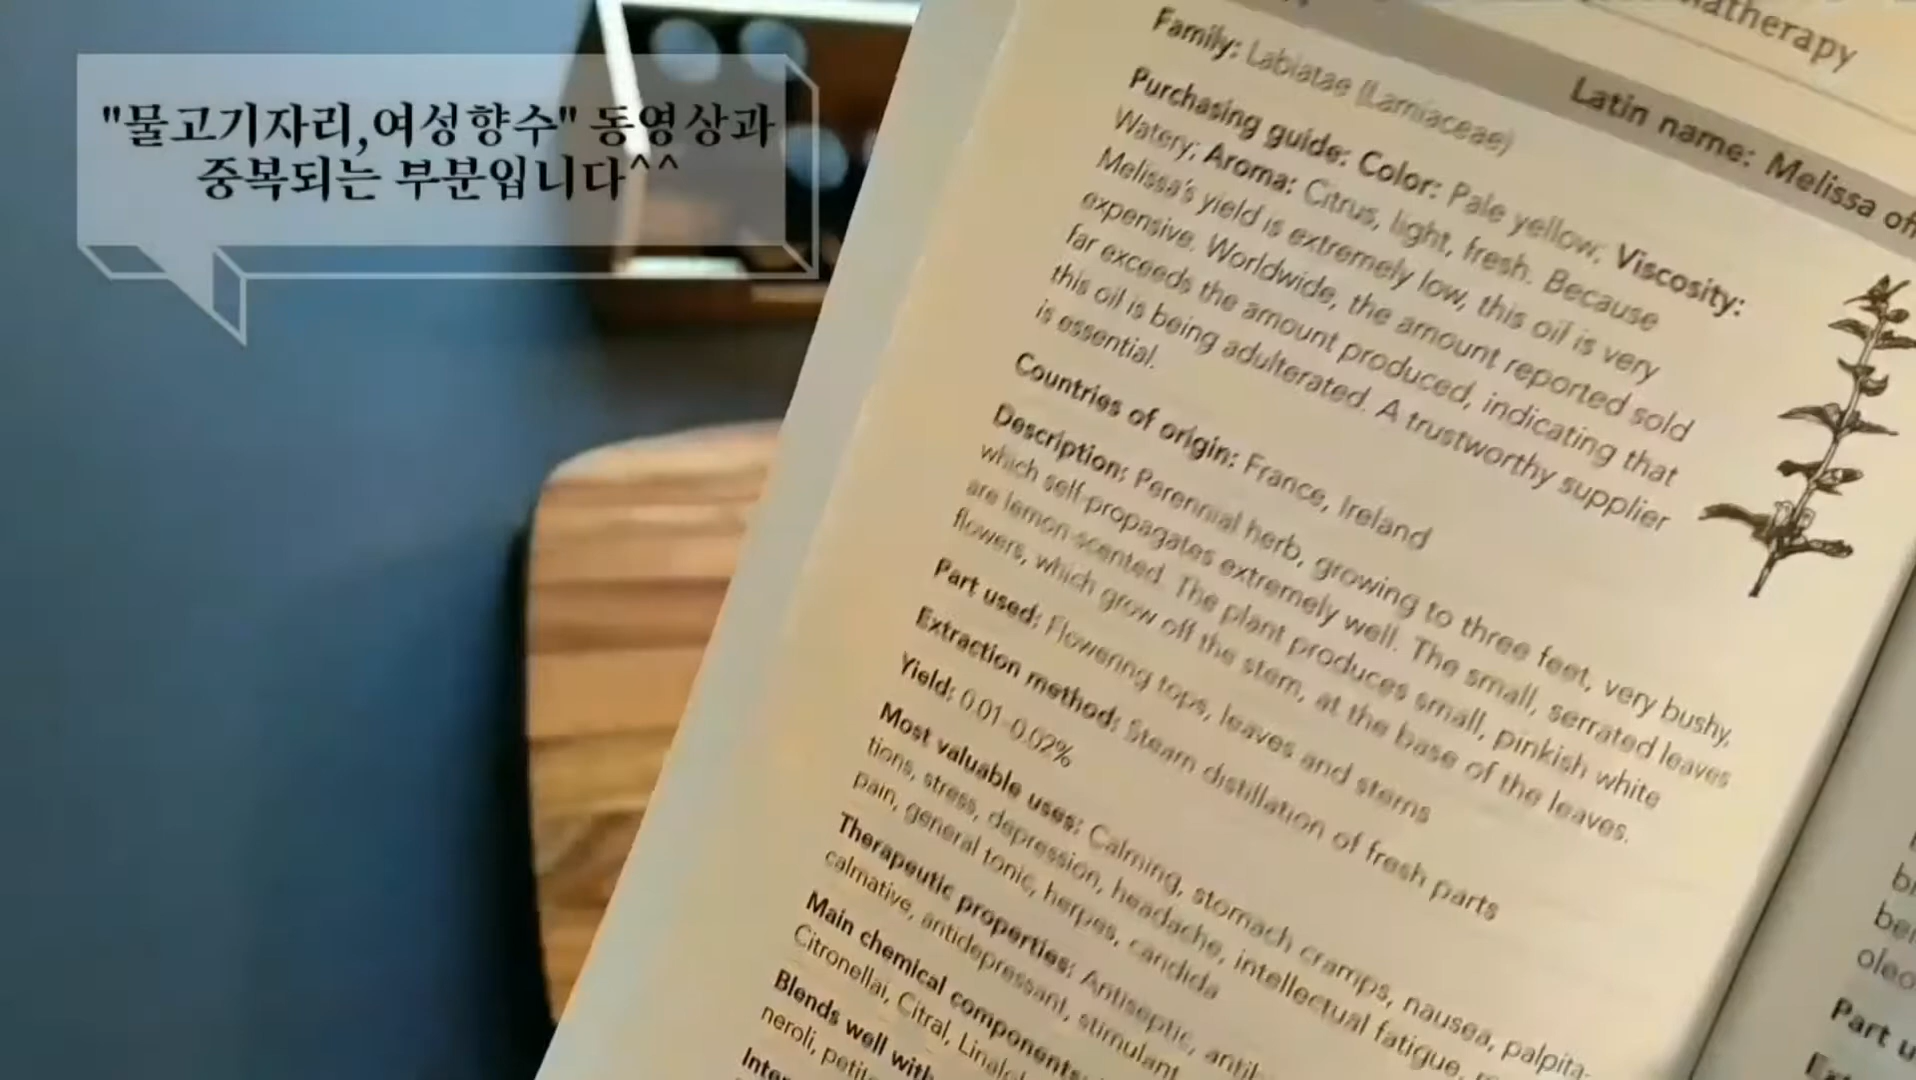 "물고기자리,여성향수" 동영상과
중복되는 부분입니다^^
Latin name: Melissa
Family: Labiatae (Lamiaceae)
Purchasing guide: Color: Pale yellow; Viscosity:
Watery; Aroma: Citrus, light, fresh. Because
Melissa's yield is extremely low, this oil is very
expensive. Worldwide, the amount reported sold
far exceeds the amount produced, indicating that
this oil is being adulterated. A trustworthy supplier
is essential.
Countries of origin: France, Ireland
Description: Perennial herb, growing to three feet, very bushy,
which self-propagates extremely well. The small, serrated leaves
are lemon-scented. The plant produces small, pinkish white
flowers, which grow off the stem, at the base of the leaves.
Part used: Flowering tops, leaves and stems
Extraction method: Steam distillation of fresh parts
Yield: 0.01-0.02%
Most valuable uses: Calming, stomach cramps, nausea, palpita-
tions, stress, depression, headache, intellectual fatigue,
pain, general tonic, herpes, candida
Therapeutic properties: Antiseptic,
calmative, antidepressant, stimulant
Main chemical components:
Citronellai, Citral,
Blends well with
neroli,
Part